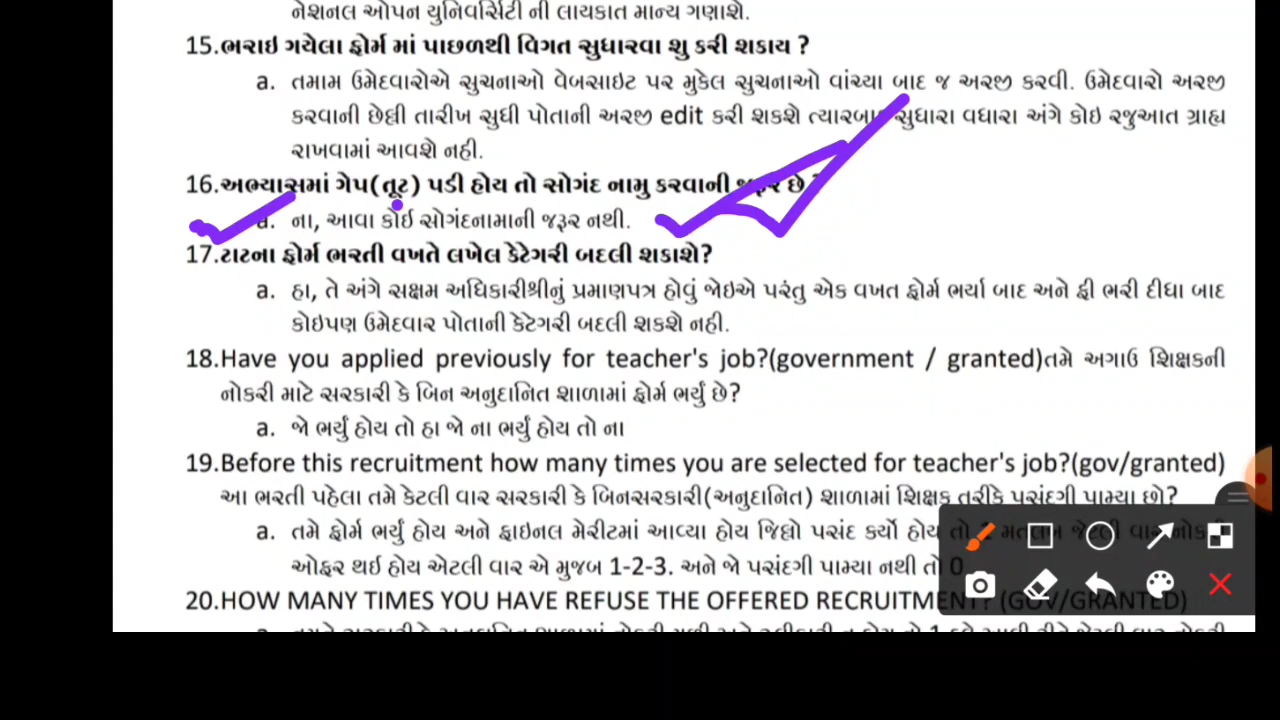 નેશનલ ઓપન યુનિવર્સિટી ની લાયકાત માન્ય ગણાશે.
15.ભરાઇ ગયેલા ફોર્મ માં પાછળથી વિગત સુધારવા શુ કરી શકાય ?
a. તમામ ઉમેદવારોએ સુચનાઓ વેબસાઇટ પર મુકેલ સુચનાઓ વાંચ્યા બાદ જ અરજી કરવી. ઉમેદવારો અરજી
કરવાની છેલ્લી તારીખ સુધી પોતાની અરજી edit કરી શકશે ત્યારબાદ સુધારા વધારા અંગે કોઇ રજુઆત ગ્રાહ્ય
રાખવામાં આવશે નહી.
16.અભ્યાસમાં ગેપ(તૂટ) પડી હોય તો સોગંદ નામુ કરવાની જરૂર છે ?
a. ના, આવા કોઈ સોગંદનામાની જરૂર નથી.
17.ટાટના ફોર્મ ભરતી વખતે લખેલ કેટેગરી બદલી શકાશે?
a. હા, તે અંગે સક્ષમ અધિકારીશ્રીનું પ્રમાણપત્ર હોવું જોઇએ પરંતુ એક વખત ફોર્મ ભર્યા બાદ અને ફી ભરી દીધા બાદ
કોઇપણ ઉમેદવાર પોતાની કેટેગરી બદલી શકશે નહી.
18.Have you applied previously for teacher's job?(government / granted)તમે અગાઉ શિક્ષકની
નોકરી માટે સરકારી કે બિન અનુદાનિત શાળામાં ફોર્મ ભર્યું છે?
a. જો ભર્યું હોય તો હા જો ના ભર્યું હોય તો ના
19.Before this recruitment how many times you are selected for teacher's job?(gov/granted)
આ ભરતી પહેલા તમે કેટલી વાર સરકારી કે બિનસરકારી(અનુદાનિત) શાળામાં શિક્ષક તરીકે પસંદગી પામ્યા છો?
a. તમે ફોર્મ ભર્યું હોય અને ફાઇનલ મેરીટમાં આવ્યા હોય જિલ્લો પસંદ કર્યો હોય તો 1 મતલબ જેટલી વાર નોકરી
ઓફર થઈ હોય એટલી વાર એ મુજબ 1-2-3. અને જો પસંદગી પામ્યા નથી તો 0
20.HOW MANY TIMES YOU HAVE REFUSE THE OFFERED RECRUITMENT? (GOV/GRANTED)